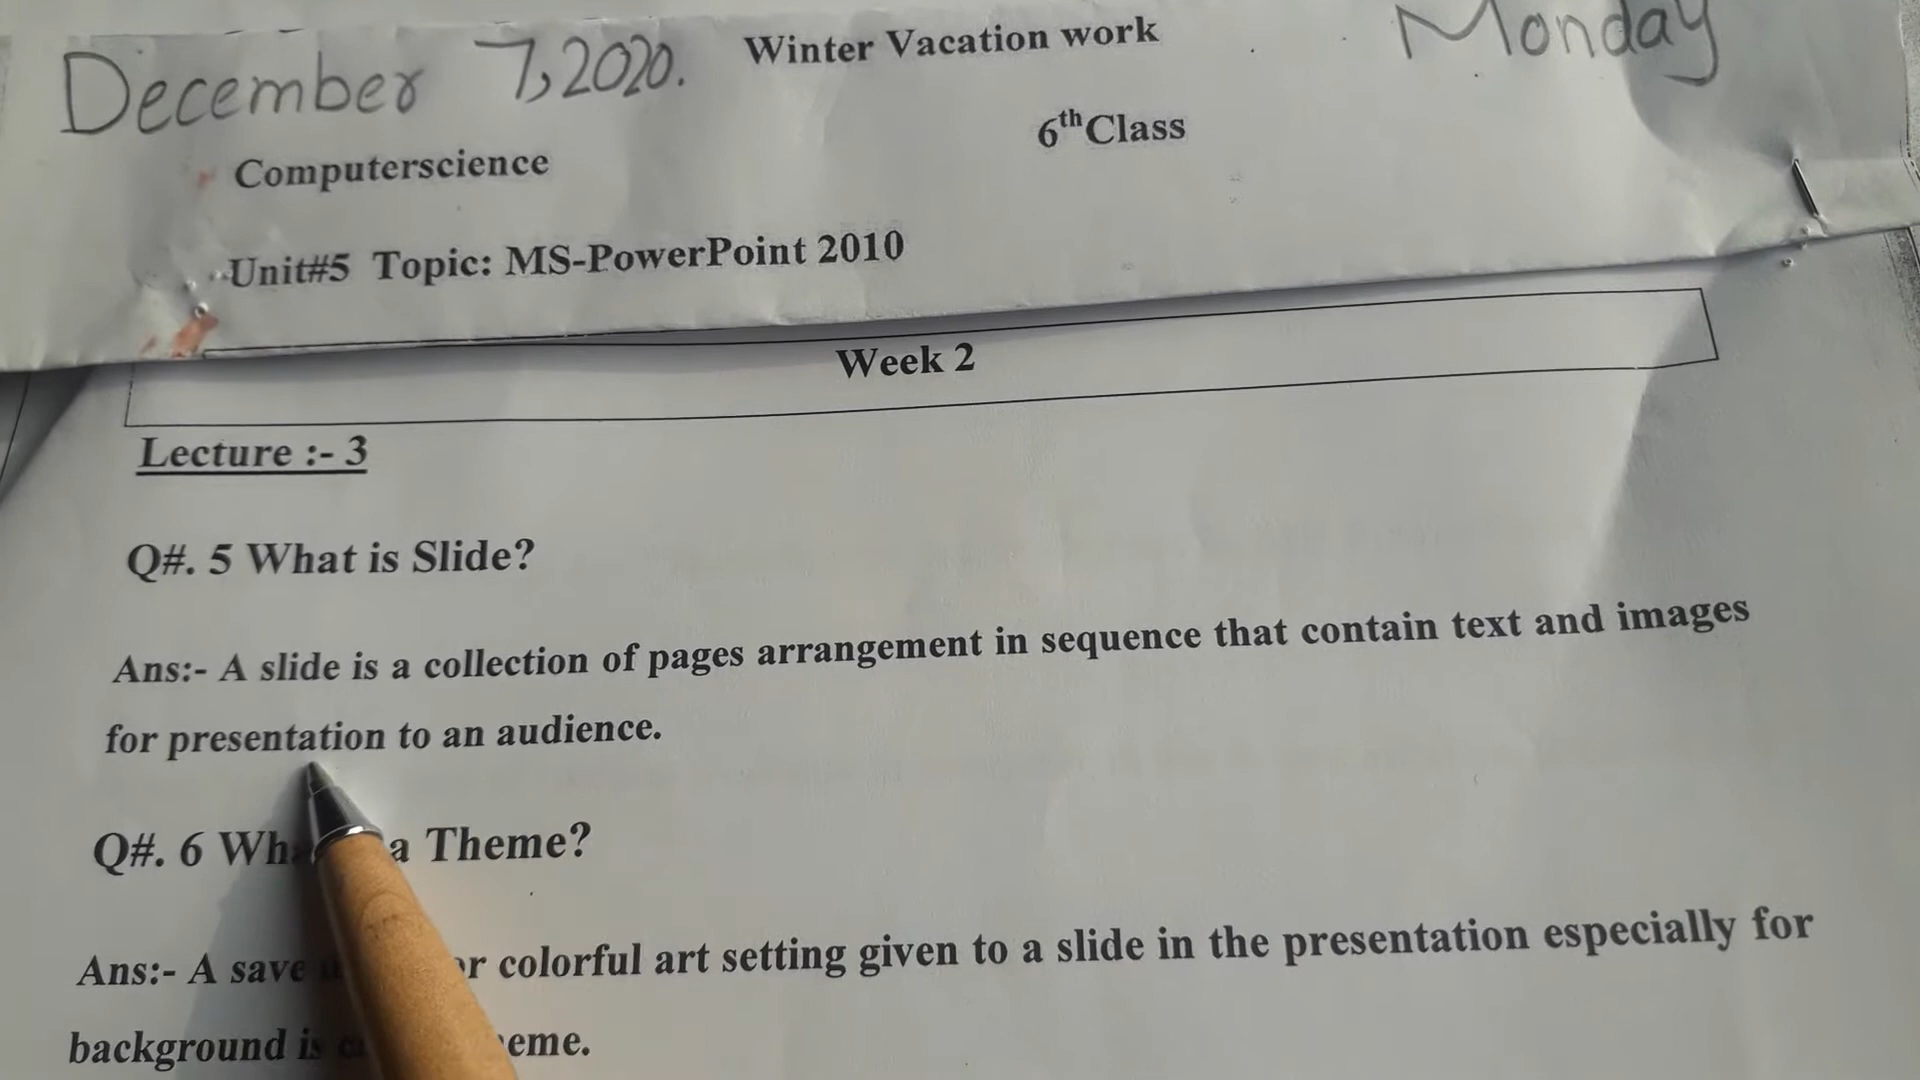 December 7, 2020. Winter Vacation work Monday
6th Class
Computerscience
Unit#5 Topic: MS-PowerPoint 2010
Week 2
Lecture :- 3
Q#. 5 What is Slide?
Ans:- A slide is a collection of pages arrangement in sequence that contain text and images
for presentation to an audience.
Q#. 6 a Theme?
Ans:- A save colorful art setting given to a slide in the presentation especially for
background is